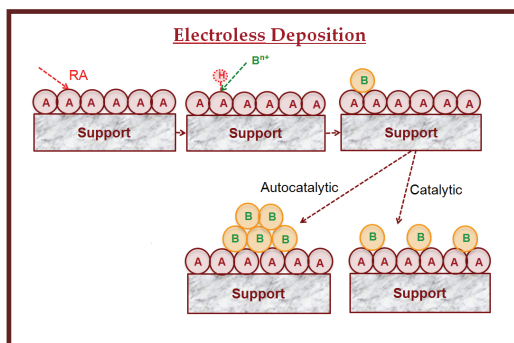 Electroless Deposition
RA
H
Bⁿ⁺
B
A A A A A A
A A A A A A
A A A A A A
Support
Support
Support
Autocatalytic
Catalytic
B B
B B B
B B B
A A A A A A
A A A A A A
Support
Support